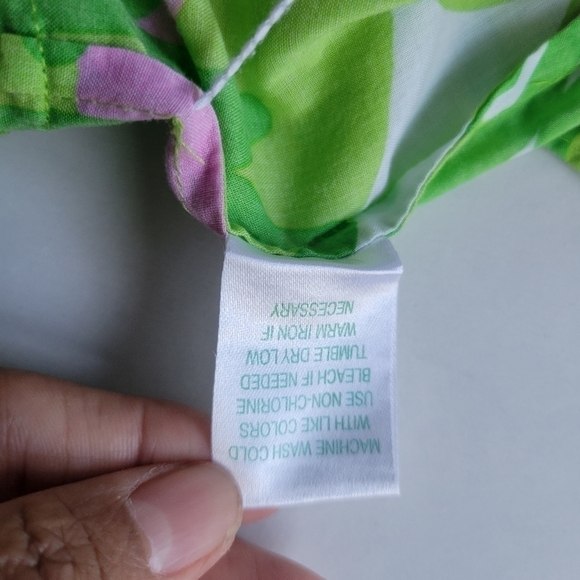 MACHINE WASH COLD
WITH LIKE COLORS
USE NON-CHLORINE
BLEACH IF NEEDED
TUMBLE DRY LOW
WARM IRON IF
NECESSARY